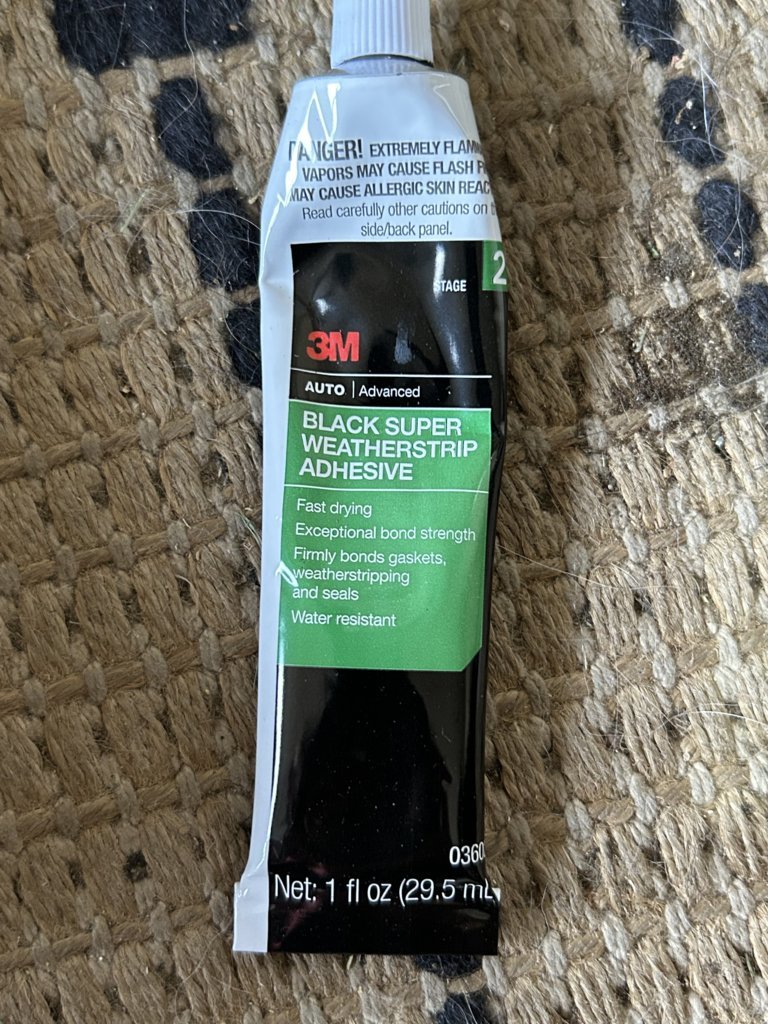 DANGER! EXTREMELY
VAPORS MAY CAUSE FLASH
MAY CAUSE ALLERGIC SKIN
Read carefully other cautions on
side/back panel.
STAGE 2
3M
AUTO | Advanced
BLACK SUPER
WEATHERSTRIP
ADHESIVE
Fast drying
Exceptional bond strength
Firmly bonds gaskets,
weatherstripping
and seals
Water resistant
Net: 1 fl oz (29.5 mL